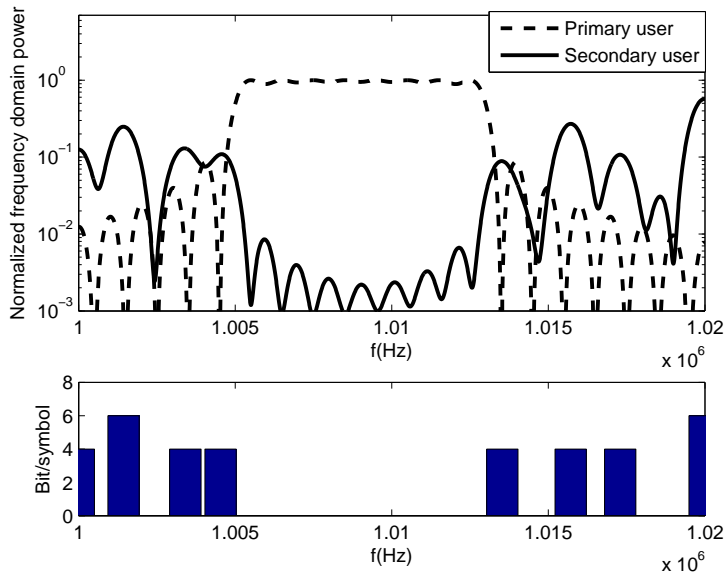 Primary user
Secondary user
Normalized frequency domain power
10^0
10^-1
10^-2
10^-3
1
1.005
1.01
1.015
1.02
f(Hz)
x 10^6
Bit/symbol
8
6
4
2
0
1
1.005
1.01
1.015
1.02
f(Hz)
x 10^6